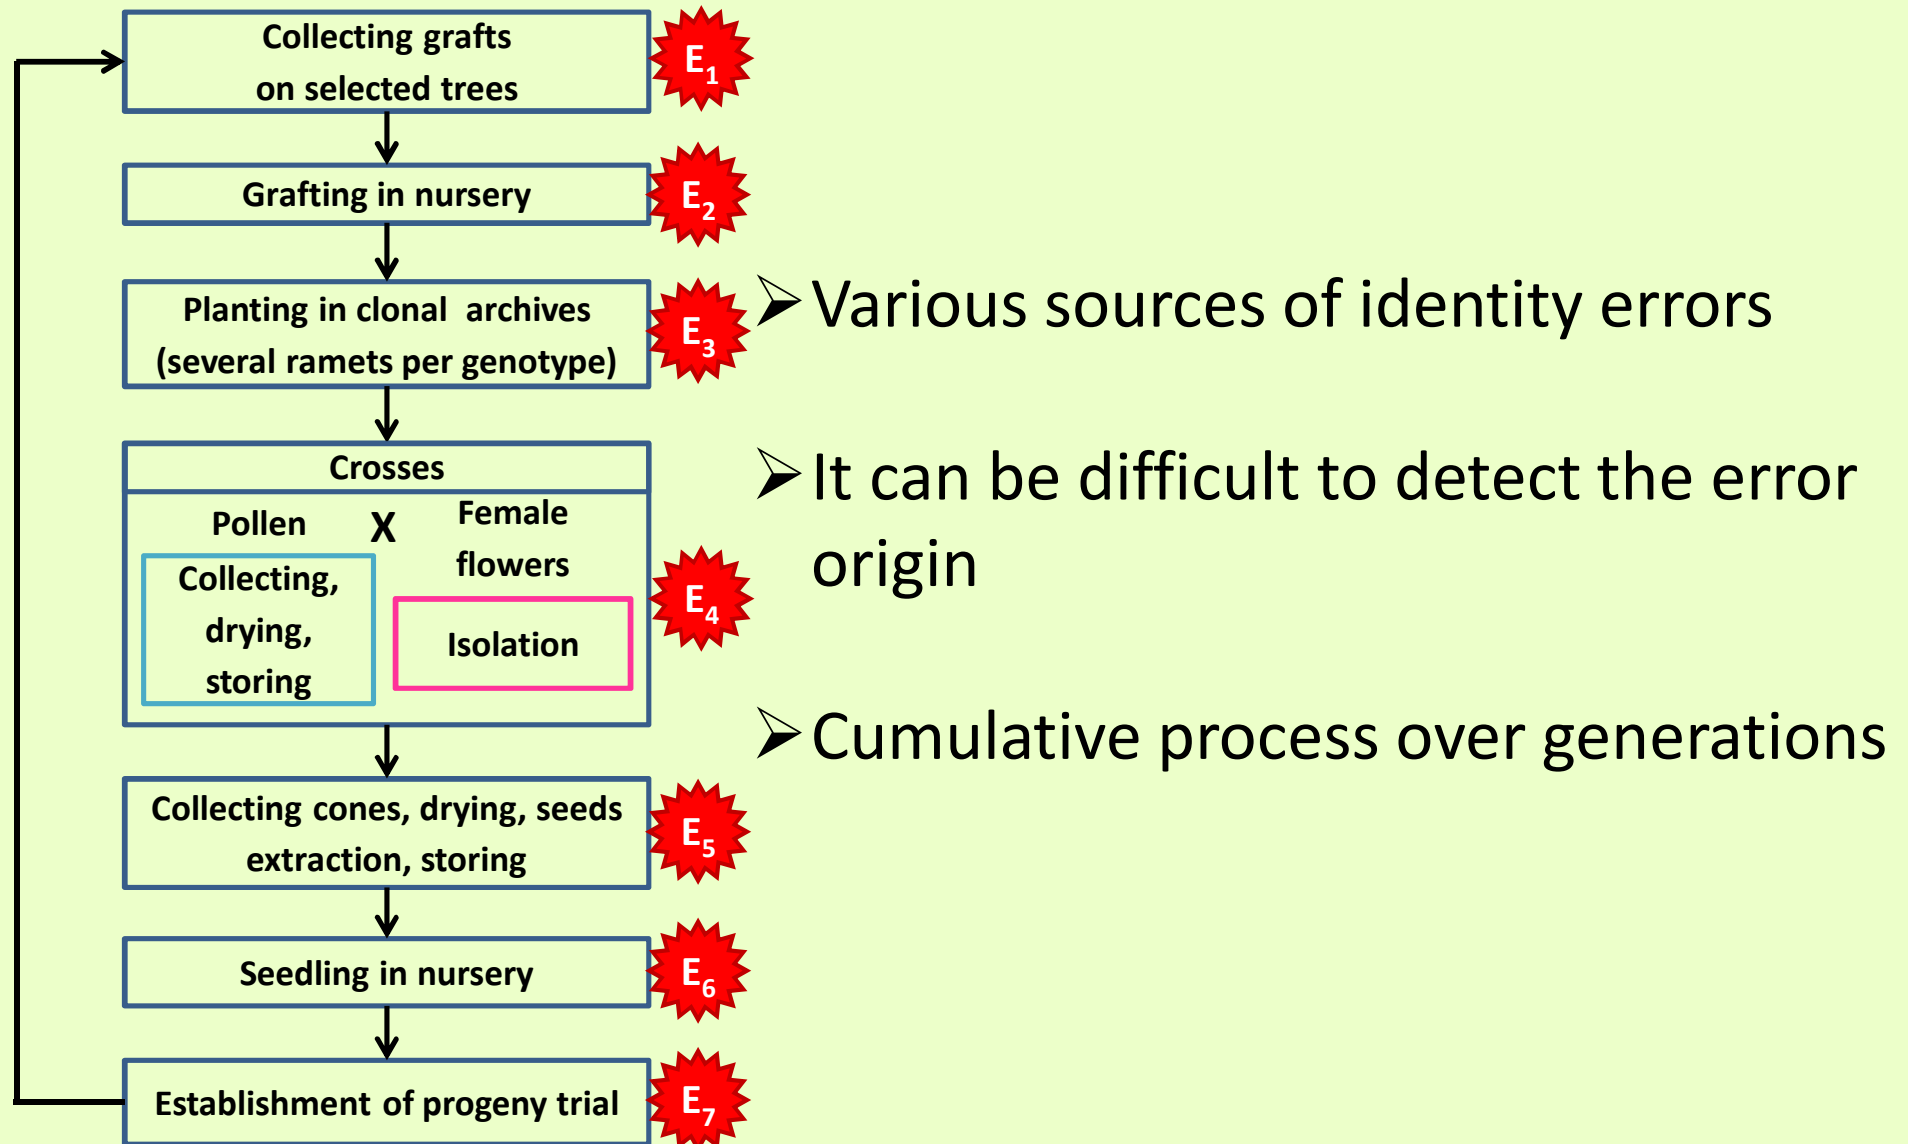 Collecting grafts
on selected trees
E1
Grafting in nursery
E2
Planting in clonal archives
(several ramets per genotype)
E3
Crosses
Pollen X Female
flowers
Collecting,
drying,
storing
Isolation
E4
Collecting cones, drying, seeds
extraction, storing
E5
Seedling in nursery
E6
Establishment of progeny trial
E7
➢Various sources of identity errors
➢It can be difficult to detect the error
origin
➢Cumulative process over generations